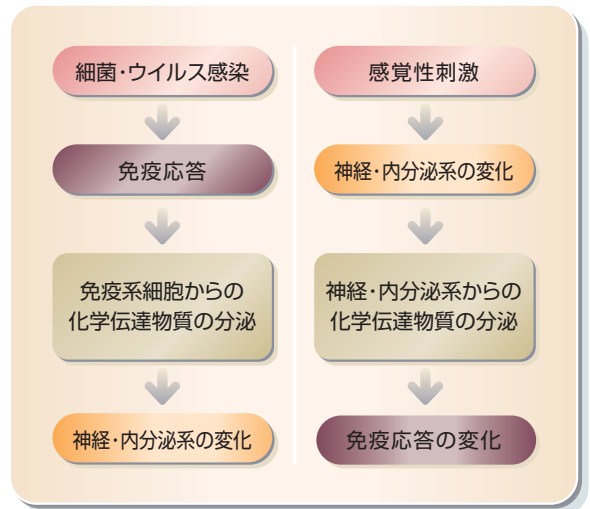 細菌・ウイルス感染
免疫応答
免疫系細胞からの
化学伝達物質の分泌
神経・内分泌系の変化
感覚性刺激
神経・内分泌系の変化
神経・内分泌系からの
化学伝達物質の分泌
免疫応答の変化